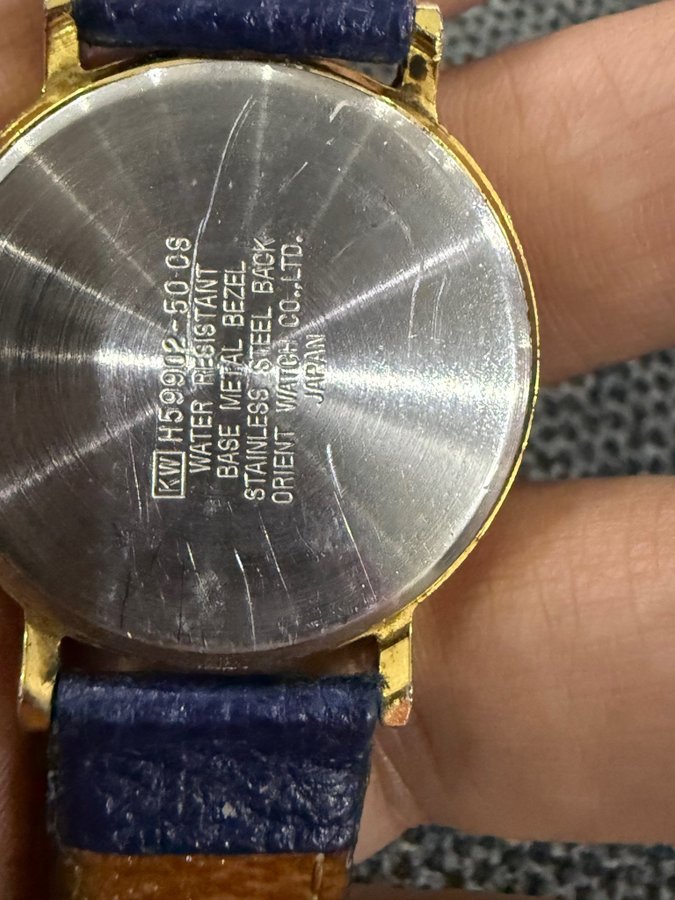 KW H59902-50 CS
WATER RESISTANT
BASE METAL BEZEL
STAINLESS STEEL BACK
ORIENT WATCH CO.,LTD.
JAPAN